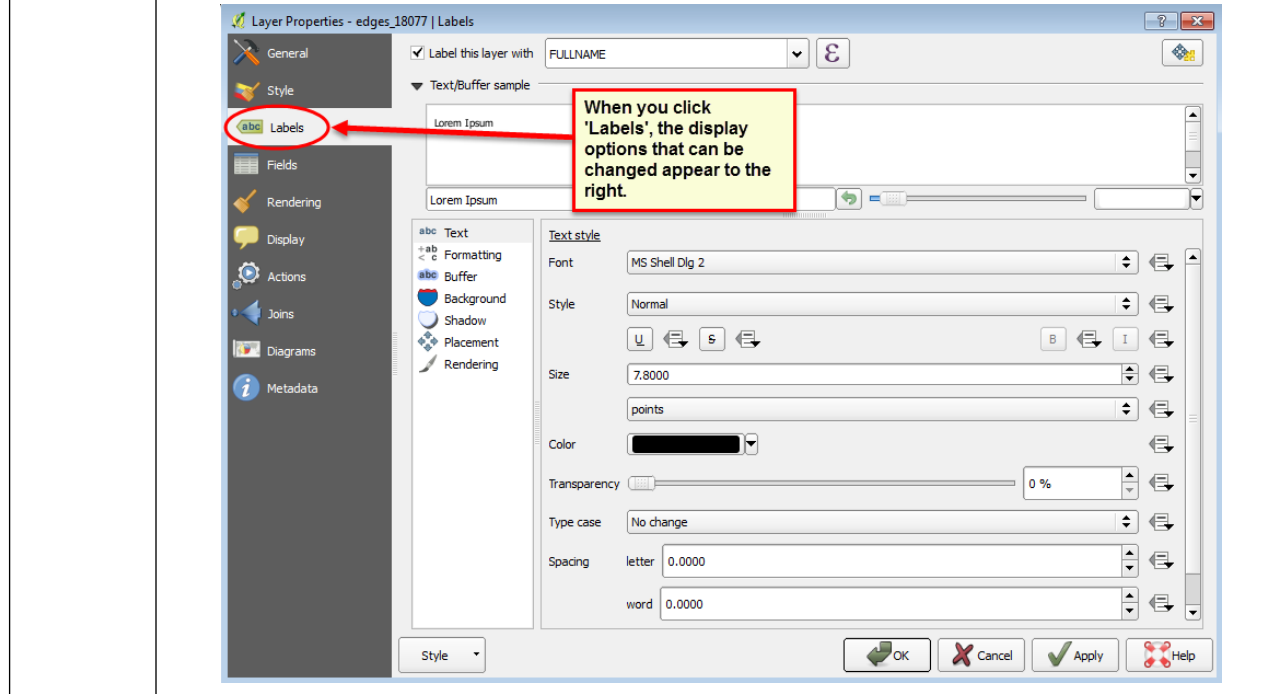 Layer Properties - edges_18077 | Labels
General
Style
abc Labels
Fields
Rendering
Display
Actions
Joins
Diagrams
Metadata
Label this layer with FULLNAME ε
Text/Buffer sample
Lorem Ipsum
When you click
'Labels', the display
options that can be
changed appear to the
right.
Lorem Ipsum
abc Text
+ab
< c Formatting
abc Buffer
Background
Shadow
Placement
Rendering
Text style
Font MS Shell Dlg 2
Style Normal
U S B I
Size 7.8000
points
Color
Transparency 0 %
Type case No change
Spacing letter 0.0000
word 0.0000
Style OK Cancel Apply Help